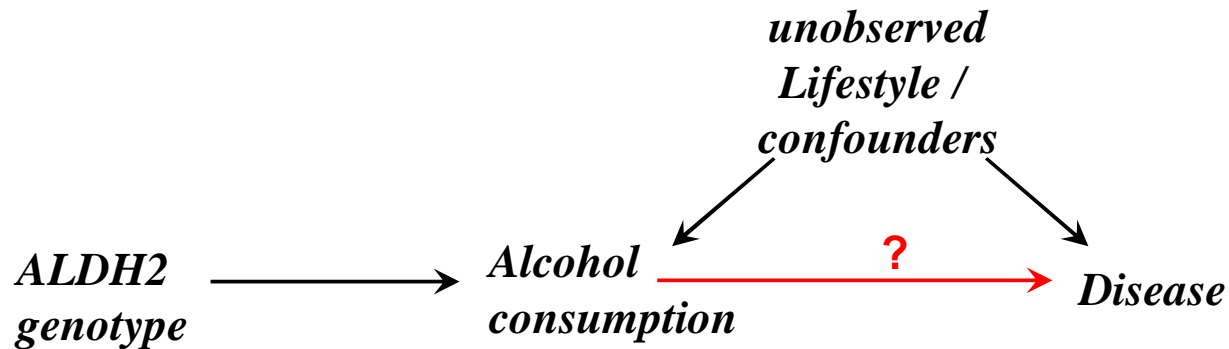 unobserved
Lifestyle /
confounders
?
ALDH2
genotype
Alcohol
consumption
Disease